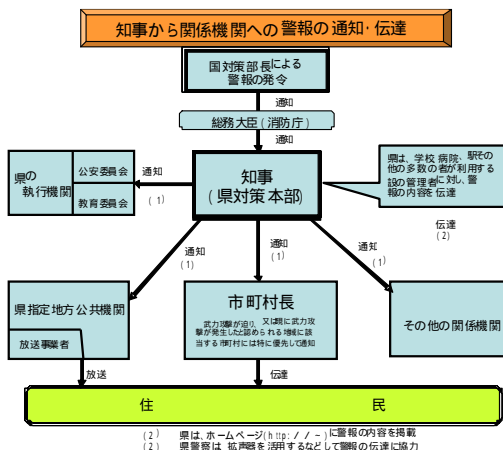 知事から関係機関への警報の通知・伝達
国対策部長による
警報の発令
通知
総務大臣(消防庁)
通知
県の
執行機関
公安委員会
教育委員会
通知
(1)
知事
(県対策本部)
県は、学校病院、駅その
他の多数の者が利用する
設の管理者に対し、警
報の内容を伝達
伝達
(2)
通知
(1)
通知
(1)
通知
(1)
県指定地方公共機関
放送事業者
市町村長
武力攻撃が迫り、又は現に武力攻
撃が発生したと認められる地域に該
当する市町村には特に優先して通知
その他の関係機関
放送
伝達
住民
(2) 県は、ホームページ(http://-)に警報の内容を掲載
(2) 県警察は 拡声器を活用するなどして警報の伝達に協力